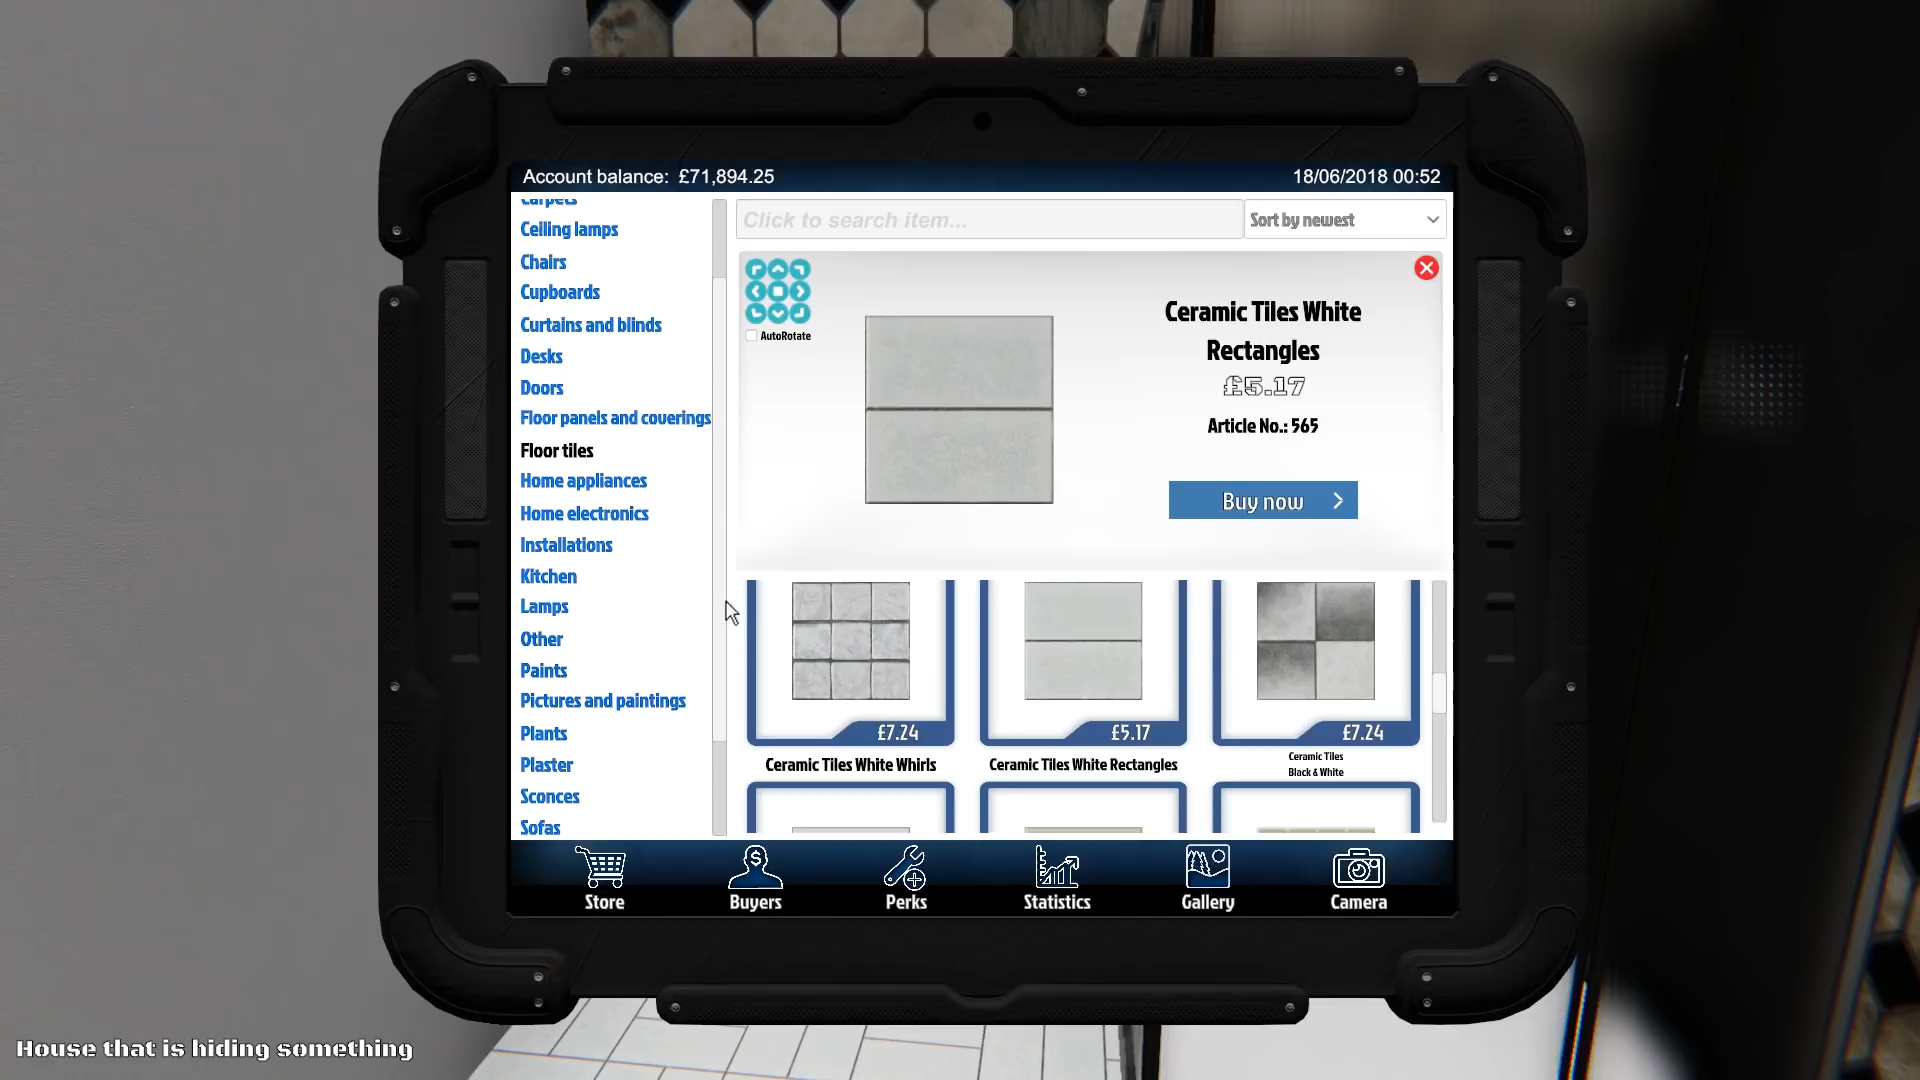 Account balance: £71,894.25
18/06/2018 00:52
Carpets
Ceiling lamps
Chairs
Cupboards
Curtains and blinds
Desks
Doors
Floor panels and coverings
Floor tiles
Home appliances
Home electronics
Installations
Kitchen
Lamps
Other
Paints
Pictures and paintings
Plants
Plaster
Sconces
Sofas
Click to search item...
Sort by newest
AutoRotate
Ceramic Tiles White
Rectangles
£5.17
Article No.: 565
Buy now
£7.24
£5.17
£7.24
Ceramic Tiles White Whirls
Ceramic Tiles White Rectangles
Ceramic Tiles
Black & White
Store
Buyers
Perks
Statistics
Gallery
Camera
House that is hiding something